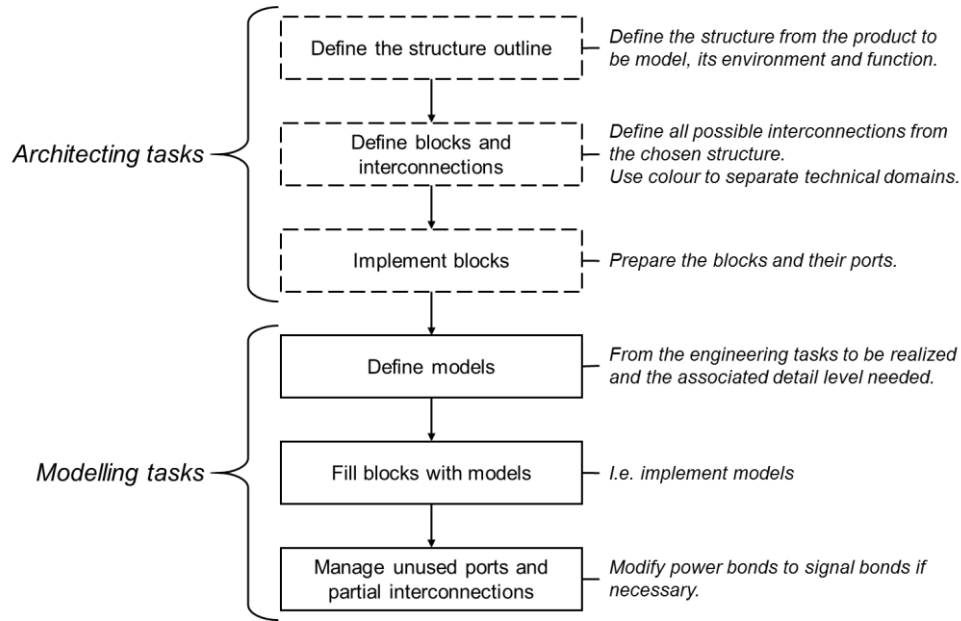 Define the structure outline
Define the structure from the product to
be model, its environment and function.
Architecting tasks
Define blocks and
interconnections
Define all possible interconnections from
the chosen structure.
Use colour to separate technical domains.
Implement blocks
Prepare the blocks and their ports.
Define models
From the engineering tasks to be realized
and the associated detail level needed.
Modelling tasks
Fill blocks with models
I.e. implement models
Manage unused ports and
partial interconnections
Modify power bonds to signal bonds if
necessary.